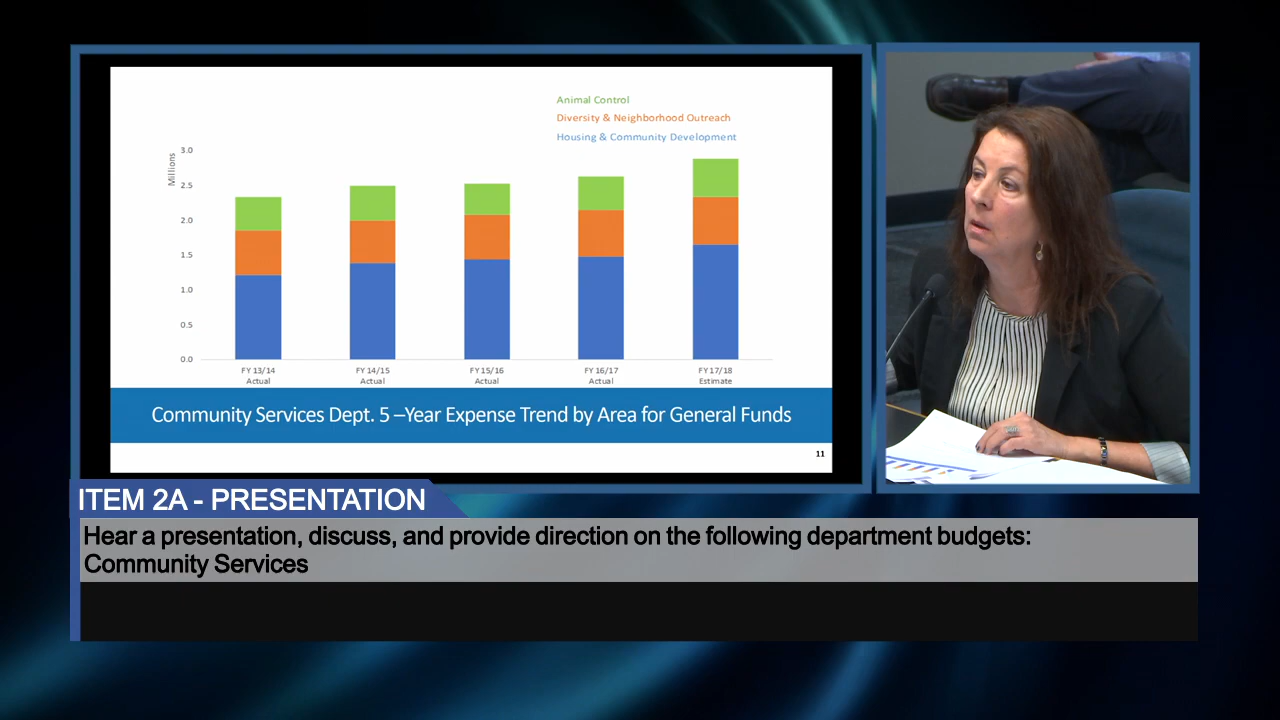 Animal Control
Diversity & Neighborhood Outreach
Housing & Community Development
Millions
3.0
2.5
2.0
1.5
1.0
0.5
0.0
FY 13/14 FY 14/15 FY 15/16 FY 16/17 FY 17/18
Actual Actual Actual Actual Estimate
Community Services Dept. 5 –Year Expense Trend by Area for General Funds
11
ITEM 2A - PRESENTATION
Hear a presentation, discuss, and provide direction on the following department budgets:
Community Services